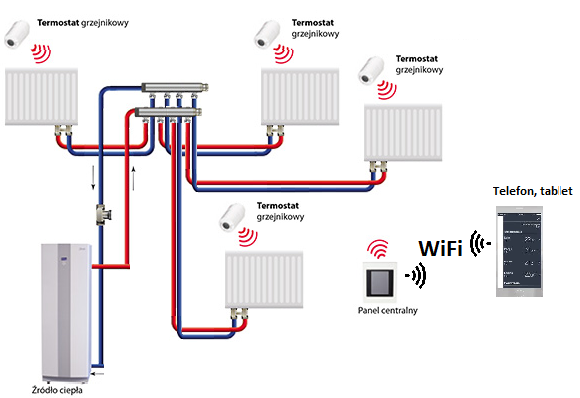 Termostat grzejnikowy
Termostat
grzejnikowy
Termostat
grzejnikowy
Termostat
grzejnikowy
Telefon, tablet
WiFi
Panel centralny
Źródło ciepła